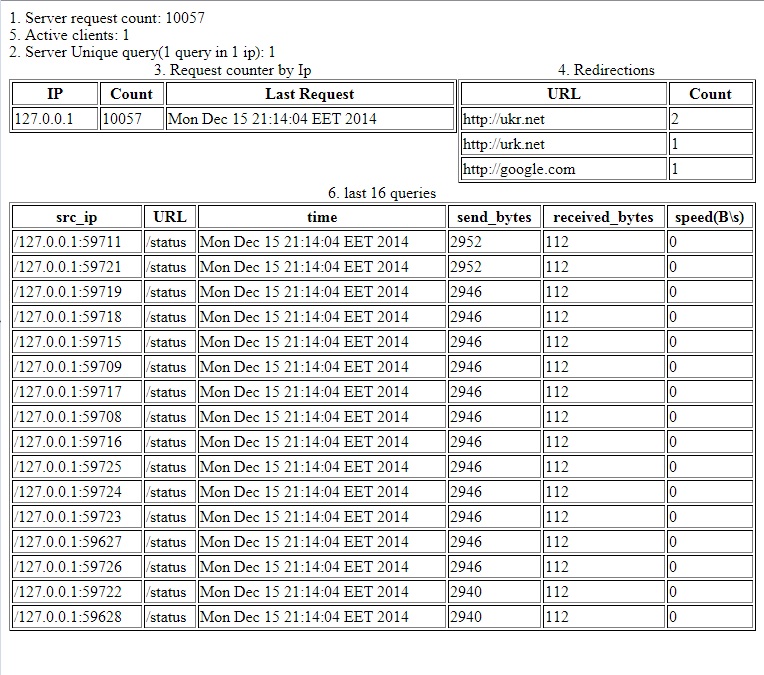 1. Server request count: 10057
5. Active clients: 1
2. Server Unique query(1 query in 1 ip): 1
3. Request counter by Ip
IP Count Last Request
127.0.0.1 10057 Mon Dec 15 21:14:04 EET 2014
4. Redirections
URL Count
http://ukr.net 2
http://urk.net 1
http://google.com 1
6. last 16 queries
src_ip URL time send_bytes received_bytes speed(B\s)
/127.0.0.1:59711 /status Mon Dec 15 21:14:04 EET 2014 2952 112 0
/127.0.0.1:59721 /status Mon Dec 15 21:14:04 EET 2014 2952 112 0
/127.0.0.1:59719 /status Mon Dec 15 21:14:04 EET 2014 2946 112 0
/127.0.0.1:59718 /status Mon Dec 15 21:14:04 EET 2014 2946 112 0
/127.0.0.1:59715 /status Mon Dec 15 21:14:04 EET 2014 2946 112 0
/127.0.0.1:59709 /status Mon Dec 15 21:14:04 EET 2014 2946 112 0
/127.0.0.1:59717 /status Mon Dec 15 21:14:04 EET 2014 2946 112 0
/127.0.0.1:59708 /status Mon Dec 15 21:14:04 EET 2014 2946 112 0
/127.0.0.1:59716 /status Mon Dec 15 21:14:04 EET 2014 2946 112 0
/127.0.0.1:59725 /status Mon Dec 15 21:14:04 EET 2014 2946 112 0
/127.0.0.1:59724 /status Mon Dec 15 21:14:04 EET 2014 2946 112 0
/127.0.0.1:59723 /status Mon Dec 15 21:14:04 EET 2014 2946 112 0
/127.0.0.1:59627 /status Mon Dec 15 21:14:04 EET 2014 2946 112 0
/127.0.0.1:59726 /status Mon Dec 15 21:14:04 EET 2014 2946 112 0
/127.0.0.1:59722 /status Mon Dec 15 21:14:04 EET 2014 2940 112 0
/127.0.0.1:59628 /status Mon Dec 15 21:14:04 EET 2014 2940 112 0